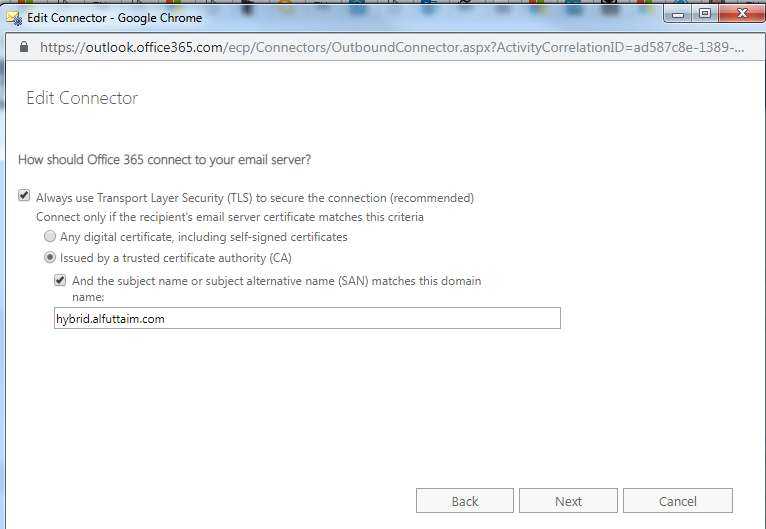 Edit Connector - Google Chrome
https://outlook.office365.com/ecp/Connectors/OutboundConnector.aspx?ActivityCorrelationID=ad587c8e-1389-...
Edit Connector
How should Office 365 connect to your email server?
Always use Transport Layer Security (TLS) to secure the connection (recommended)
Connect only if the recipient's email server certificate matches this criteria
Any digital certificate, including self-signed certificates
Issued by a trusted certificate authority (CA)
And the subject name or subject alternative name (SAN) matches this domain
name:
hybrid.alfuttaim.com
Back Next Cancel